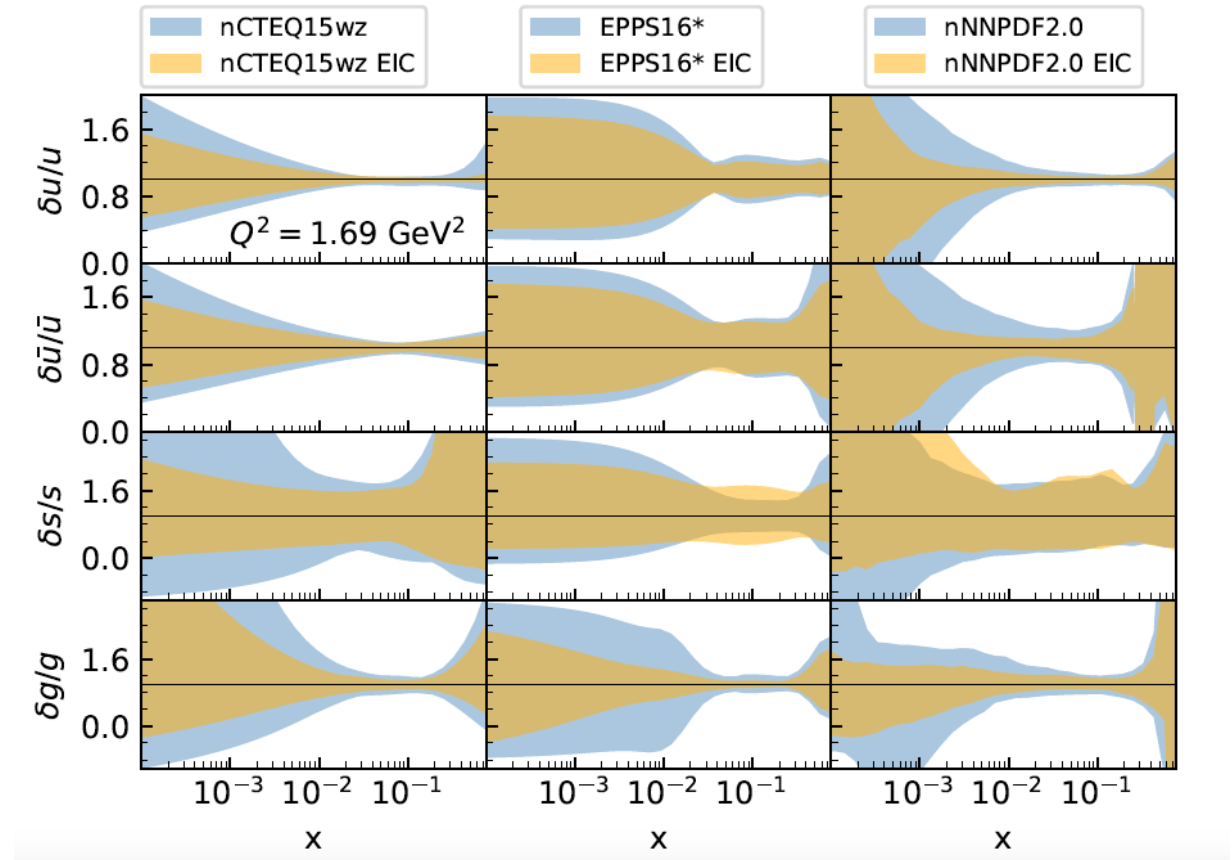 nCTEQ15wz
nCTEQ15wz EIC
EPPS16*
EPPS16* EIC
nNNPDF2.0
nNNPDF2.0 EIC
δu/u
1.6
0.8
0.0
Q² = 1.69 GeV²
δū/ū
1.6
0.8
0.0
δs/s
1.6
0.0
δg/g
1.6
0.0
10⁻³ 10⁻² 10⁻¹ 10⁻³ 10⁻² 10⁻¹ 10⁻³ 10⁻² 10⁻¹
x x x